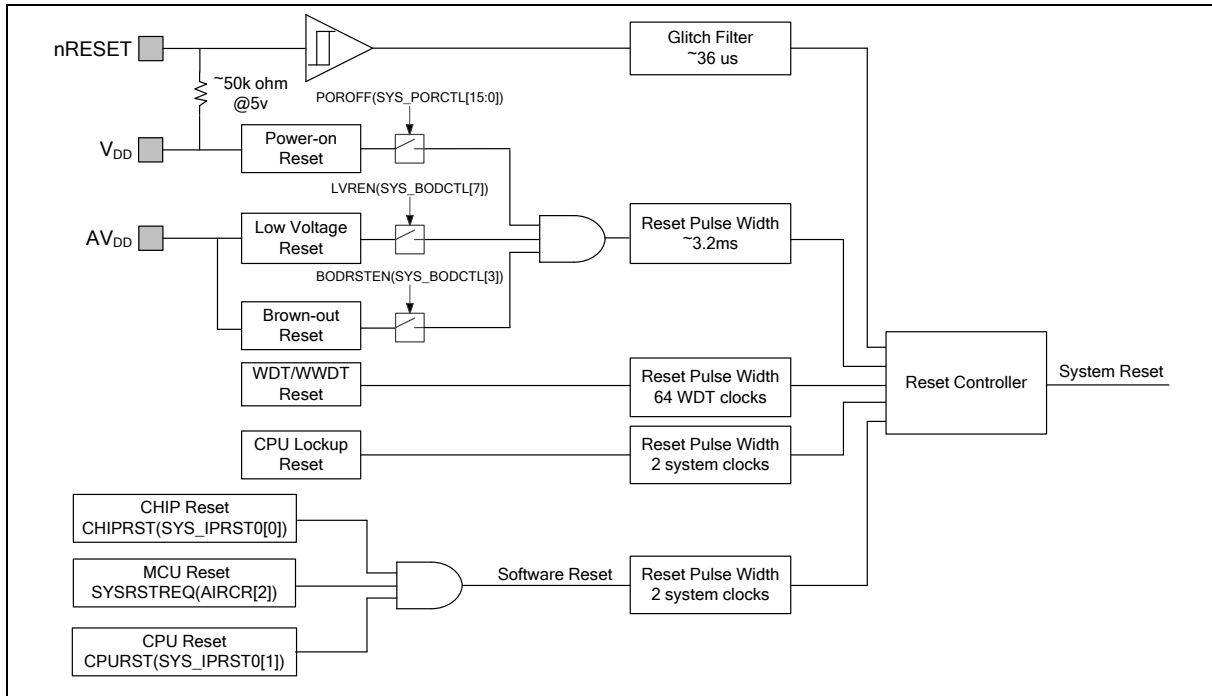 nRESET
~50k ohm
@5v
Glitch Filter
~36 us
POROFF(SYS_PORCTL[15:0])
VDD
Power-on
Reset
LVREN(SYS_BODCTL[7])
AVDD
Low Voltage
Reset
Reset Pulse Width
~3.2ms
BODRSTEN(SYS_BODCTL[3])
Brown-out
Reset
WDT/WWDT
Reset
Reset Pulse Width
64 WDT clocks
Reset Controller
System Reset
CPU Lockup
Reset
Reset Pulse Width
2 system clocks
CHIP Reset
CHIPRST(SYS_IPRST0[0])
MCU Reset
SYSRSTREQ(AIRCR[2])
Software Reset
Reset Pulse Width
2 system clocks
CPU Reset
CPURST(SYS_IPRST0[1])